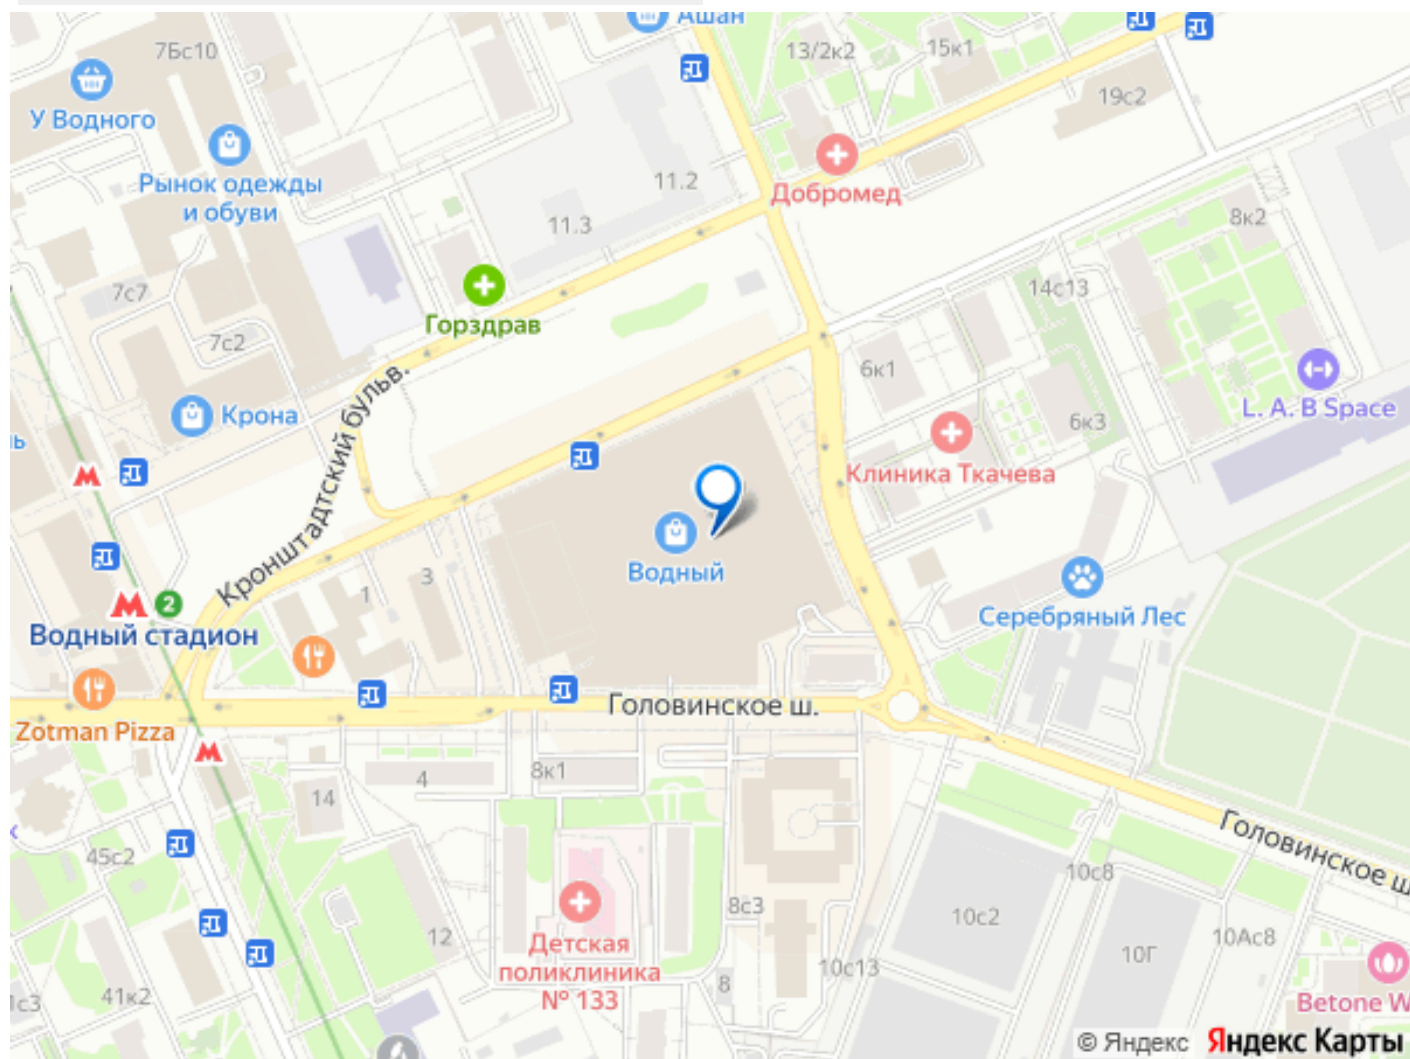 Ашан
7Бс10
13/2к2
15к1
19с2
У Водного
Рынок одежды
и обуви
11.2
Добромед
11.3
8к2
7с7
14с13
Горздрав
7с2
6к1
Крона
L. A. B Space
6к3
Клиника Ткачева
Кронштадтский бульв.
Водный
3
1
2
Серебряный Лес
Водный стадион
Головинское ш.
Zotman Pizza
4
8к1
14
Головинское ш
45с2
10с8
8с3
10с2
12
Детская
поликлиника
№ 133
10Ас8
10Г
10с13
8
41к2
1с3
Betone W
© Яндекс Яндекс Карты